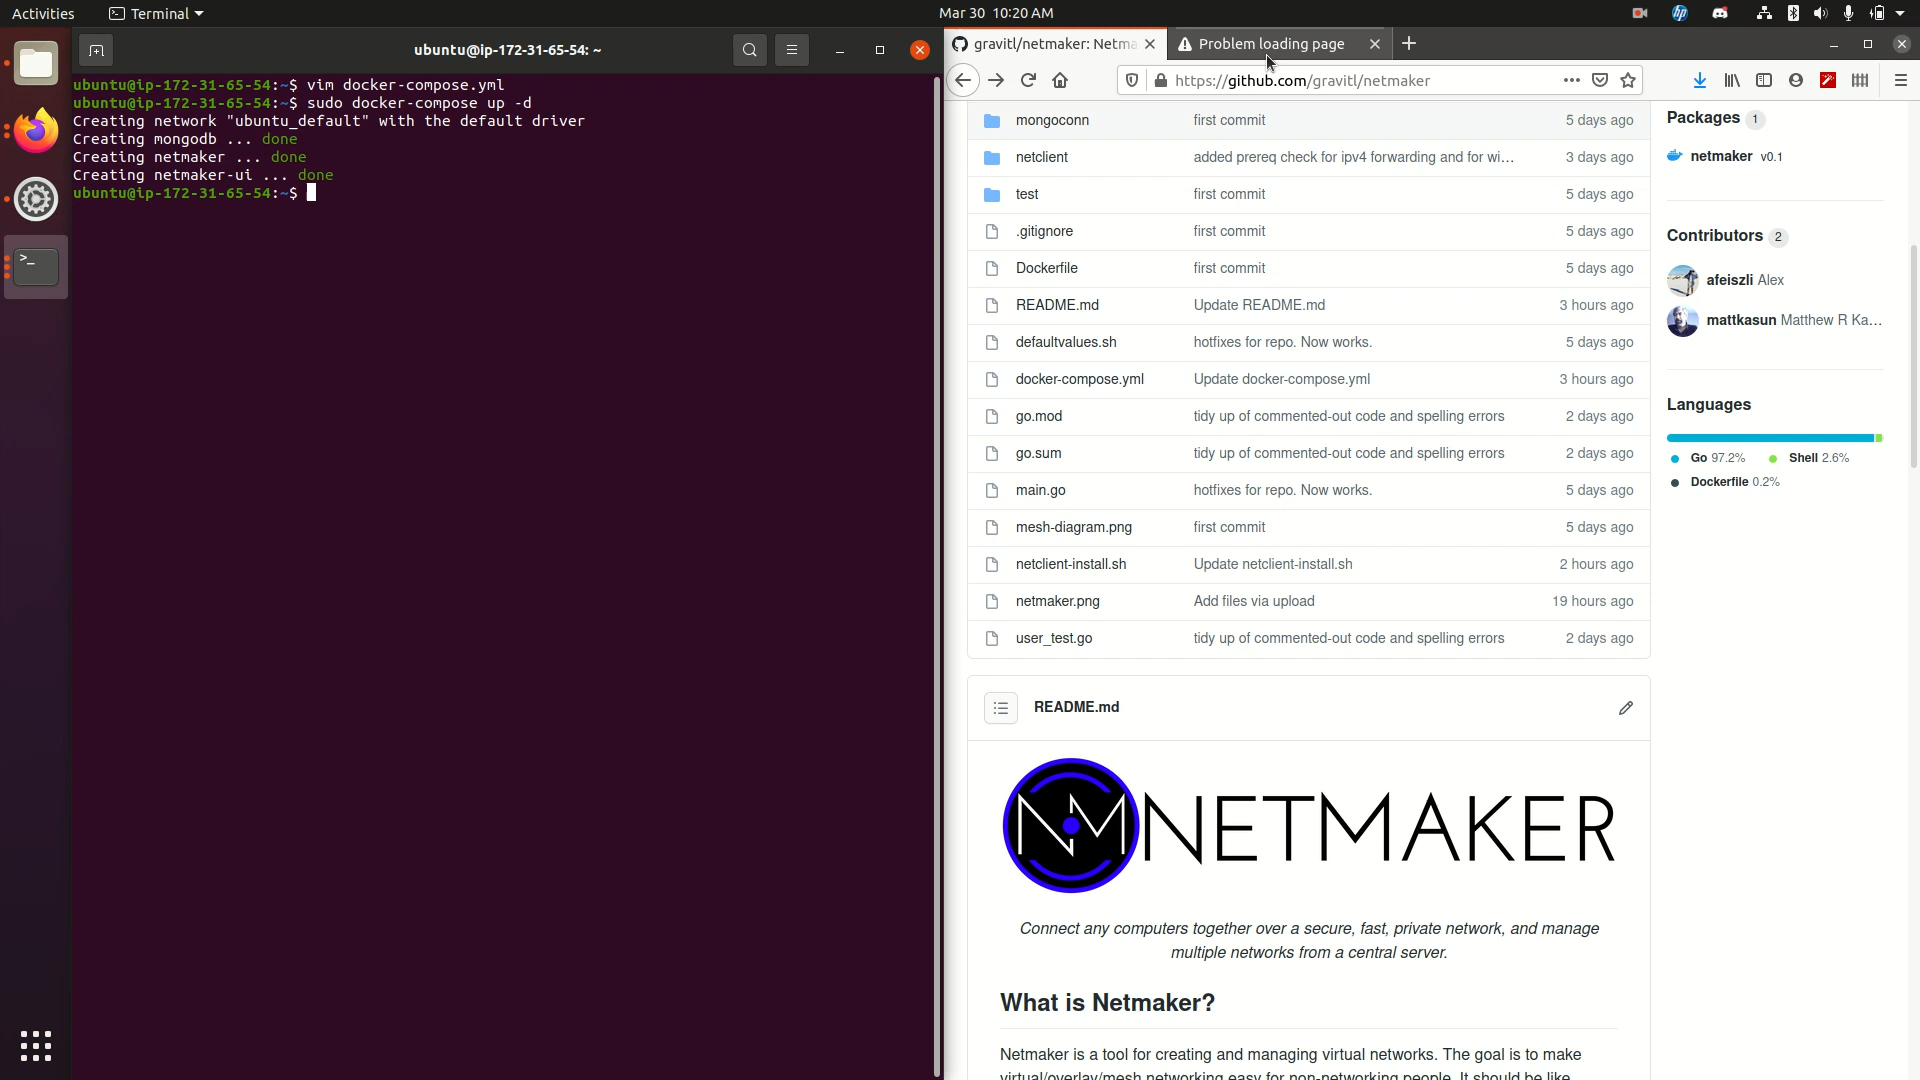 Activities
Terminal
Mar 30 10:20 AM
ubuntu@ip-172-31-65-54: ~
ubuntu@ip-172-31-65-54:~$ vim docker-compose.yml
ubuntu@ip-172-31-65-54:~$ sudo docker-compose up -d
Creating network "ubuntu_default" with the default driver
Creating mongodb ... done
Creating netmaker ... done
Creating netmaker-ui ... done
ubuntu@ip-172-31-65-54:~$
gravitl/netmaker: Netma
Problem loading page
https://github.com/gravitl/netmaker
mongoconn first commit 5 days ago
netclient added prereq check for ipv4 forwarding and for wi... 3 days ago
test first commit 5 days ago
.gitignore first commit 5 days ago
Dockerfile first commit 5 days ago
README.md Update README.md 3 hours ago
defaultvalues.sh hotfixes for repo. Now works. 5 days ago
docker-compose.yml Update docker-compose.yml 3 hours ago
go.mod tidy up of commented-out code and spelling errors 2 days ago
go.sum tidy up of commented-out code and spelling errors 2 days ago
main.go hotfixes for repo. Now works. 5 days ago
mesh-diagram.png first commit 5 days ago
netclient-install.sh Update netclient-install.sh 2 hours ago
netmaker.png Add files via upload 19 hours ago
user_test.go tidy up of commented-out code and spelling errors 2 days ago
README.md
NM NETMAKER
Connect any computers together over a secure, fast, private network, and manage
multiple networks from a central server.
What is Netmaker?
Netmaker is a tool for creating and managing virtual networks. The goal is to make
virtual/overlay/mesh networking easy for non-networking people. It should be like
Packages 1
netmaker v0.1
Contributors 2
afeiszli Alex
mattkasun Matthew R Ka...
Languages
Go 97.2% Shell 2.6%
Dockerfile 0.2%